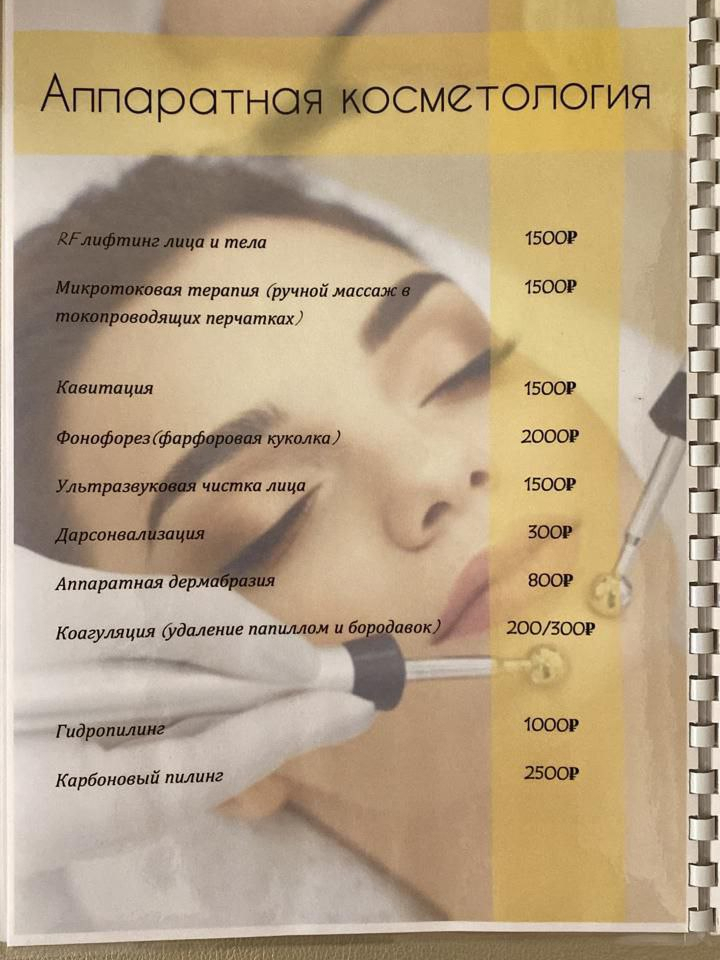 Аппаратная косметология
RF лифтинг лица и тела 1500₽
Микротоковая терапия (ручной массаж в 1500₽
токопроводящих перчатках)
Кавитация 1500₽
Фонофорез(фарфоровая куколка) 2000₽
Ультразвуковая чистка лица 1500₽
Дарсонвализация 300₽
Аппаратная дермабразия 800₽
Коагуляция (удаление папиллом и бородавок) 200/300₽
Гидропилинг 1000₽
Карбоновый пилинг 2500₽